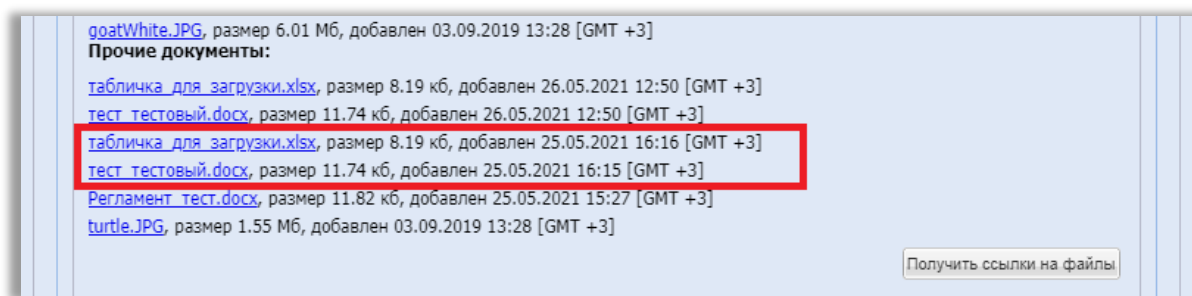 goatWhite.JPG, размер 6.01 Мб, добавлен 03.09.2019 13:28 [GMT +3]
Прочие документы:
табличка_для_загрузки.xlsx, размер 8.19 кб, добавлен 26.05.2021 12:50 [GMT +3]
тест_тестовый.docx, размер 11.74 кб, добавлен 26.05.2021 12:50 [GMT +3]
табличка_для_загрузки.xlsx, размер 8.19 кб, добавлен 25.05.2021 16:16 [GMT +3]
тест_тестовый.docx, размер 11.74 кб, добавлен 25.05.2021 16:15 [GMT +3]
Регламент_тест.docx, размер 11.82 кб, добавлен 25.05.2021 15:27 [GMT +3]
turtle.JPG, размер 1.55 Мб, добавлен 03.09.2019 13:28 [GMT +3]
Получить ссылки на файлы